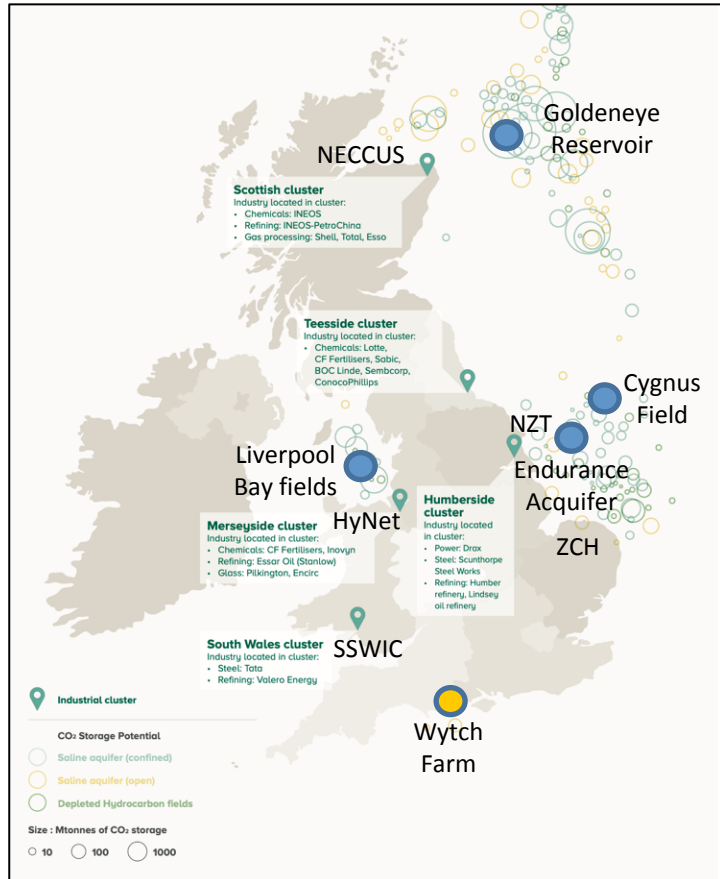 Goldeneye
Reservoir
NECCUS
Scottish cluster
Industry located in cluster:
• Chemicals: INEOS
• Refining: INEOS-PetroChina
• Gas processing: Shell, Total, Esso
Teesside cluster
Industry located in cluster:
• Chemicals: Lotte,
CF Fertilisers, Sabic,
BOC Linde, Sembcorp,
ConocoPhillips
Cygnus
Field
NZT
Endurance
Acquifer
Liverpool
Bay fields
HyNet
Humberside
cluster
Industry located
in cluster:
• Power: Drax
• Steel: Scunthorpe
Steel Works
• Refining: Humber
refinery, Lindsey
oil refinery
ZCH
Merseyside cluster
Industry located in cluster:
• Chemicals: CF Fertilisers, Inovyn
• Refining: Essar Oil (Stanlow)
• Glass: Pilkington, Encirc
South Wales cluster
Industry located in cluster:
• Steel: Tata
• Refining: Valero Energy
SSWIC
Wytch
Farm
Industrial cluster
CO₂ Storage Potential
Saline aquifer (confined)
Saline aquifer (open)
Depleted Hydrocarbon fields
Size : Mtonnes of CO₂ storage
10 100 1000